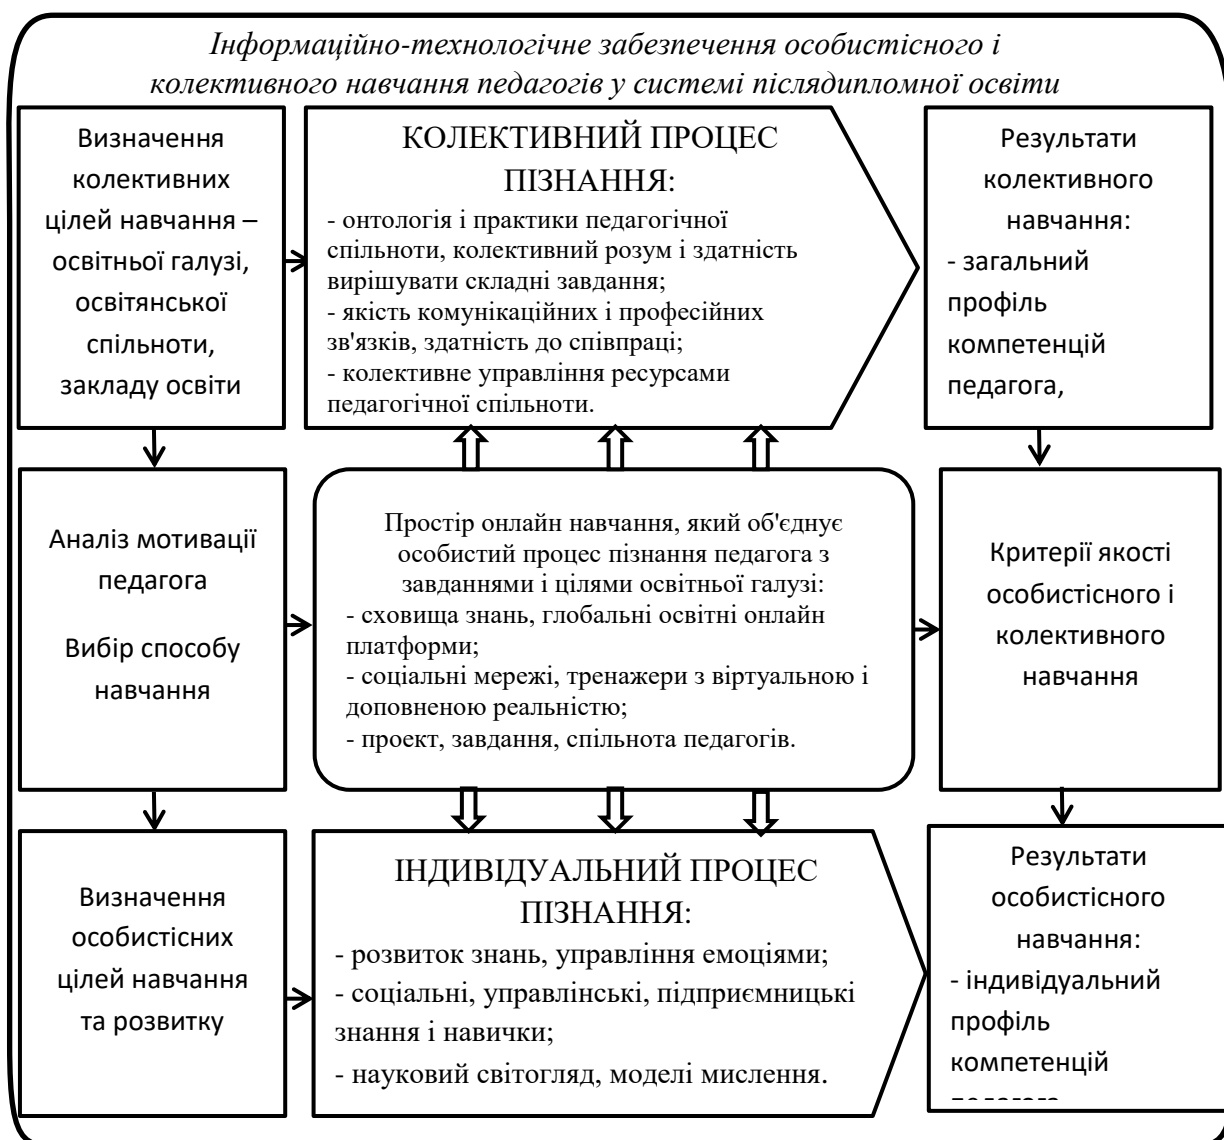 Інформаційно-технологічне забезпечення особистісного і
колективного навчання педагогів у системі післядипломної освіти
Визначення
колективних
цілей навчання –
освітньої галузі,
освітянської
спільноти,
закладу освіти
КОЛЕКТИВНИЙ ПРОЦЕС
ПІЗНАННЯ:
- онтологія і практики педагогічної
спільноти, колективний розум і здатність
вирішувати складні завдання;
- якість комунікаційних і професійних
зв'язків, здатність до співпраці;
- колективне управління ресурсами
педагогічної спільноти.
Результати
колективного
навчання:
- загальний
профіль
компетенцій
педагога,
Аналіз мотивації
педагога
Вибір способу
навчання
Простір онлайн навчання, який об'єднує
особистий процес пізнання педагога з
завданнями і цілями освітньої галузі:
- сховища знань, глобальні освітні онлайн
платформи;
- соціальні мережі, тренажери з віртуальною і
доповненою реальністю;
- проект, завдання, спільнота педагогів.
Критерії якості
особистісного і
колективного
навчання
Визначення
особистісних
цілей навчання
та розвитку
ІНДИВІДУАЛЬНИЙ ПРОЦЕС
ПІЗНАННЯ:
- розвиток знань, управління емоціями;
- соціальні, управлінські, підприємницькі
знання і навички;
- науковий світогляд, моделі мислення.
Результати
особистісного
навчання:
- індивідуальний
профіль
компетенцій